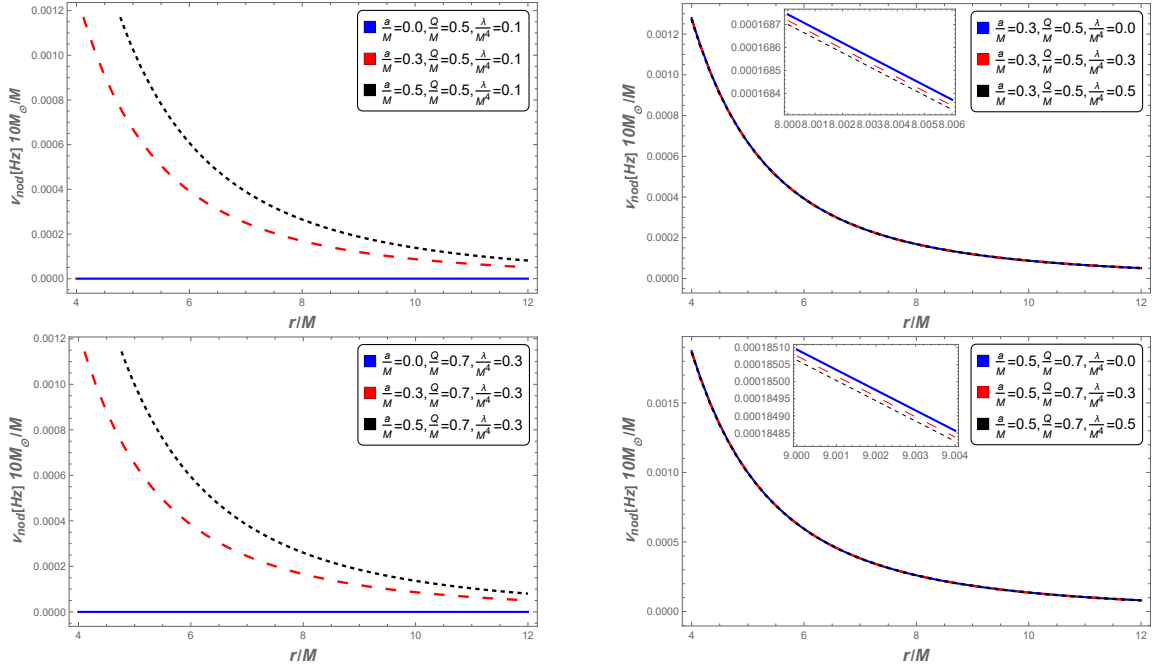 0.0012
0.0010
0.0008
0.0006
0.0004
0.0002
0.0000
4 6 8 10 12
r/M
ν_nod[Hz] 10M_⊙/M
a/M=0.0, Q/M=0.5, λ/M⁴=0.1
a/M=0.3, Q/M=0.5, λ/M⁴=0.1
a/M=0.5, Q/M=0.5, λ/M⁴=0.1
0.0012
0.0010
0.0008
0.0006
0.0004
0.0002
0.0000
4 6 8 10 12
r/M
ν_nod[Hz] 10M_⊙/M
0.0001687
0.0001686
0.0001685
0.0001684
8.000 8.001 8.002 8.003 8.004 8.005 8.006
a/M=0.3, Q/M=0.5, λ/M⁴=0.0
a/M=0.3, Q/M=0.5, λ/M⁴=0.3
a/M=0.3, Q/M=0.5, λ/M⁴=0.5
0.0012
0.0010
0.0008
0.0006
0.0004
0.0002
0.0000
4 6 8 10 12
r/M
ν_nod[Hz] 10M_⊙/M
a/M=0.0, Q/M=0.7, λ/M⁴=0.3
a/M=0.3, Q/M=0.7, λ/M⁴=0.3
a/M=0.5, Q/M=0.7, λ/M⁴=0.3
0.0015
0.0010
0.0005
0.0000
4 6 8 10 12
r/M
ν_nod[Hz] 10M_⊙/M
0.00018510
0.00018505
0.00018500
0.00018495
0.00018490
0.00018485
9.000 9.001 9.002 9.003 9.004
a/M=0.5, Q/M=0.7, λ/M⁴=0.0
a/M=0.5, Q/M=0.7, λ/M⁴=0.3
a/M=0.5, Q/M=0.7, λ/M⁴=0.5